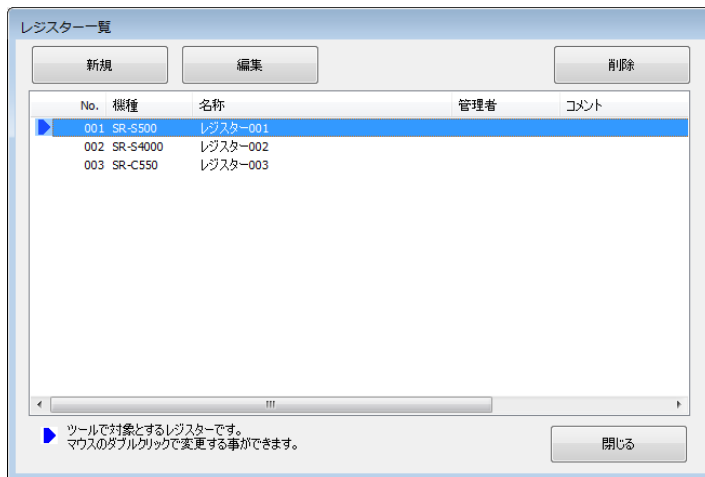 レジスター一覧
新規 編集 削除
No. 機種 名称 管理者 コメント
001 SR-S500 レジスター001
002 SR-S4000 レジスター002
003 SR-C550 レジスター003
ツールで対象とするレジスターです。
マウスのダブルクリックで変更する事ができます。
閉じる